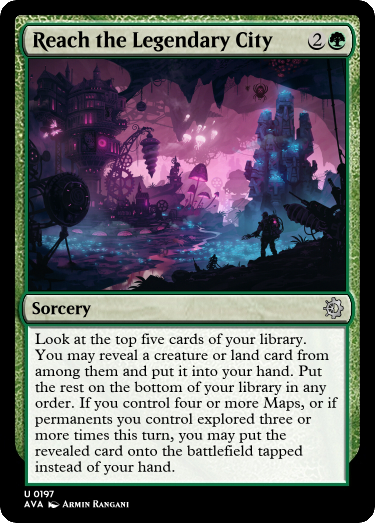 Reach the Legendary City 2
Sorcery
Look at the top five cards of your library.
You may reveal a creature or land card from
among them and put it into your hand. Put
the rest on the bottom of your library in any
order. If you control four or more Maps, or if
permanents you control explored three or
more times this turn, you may put the
revealed card onto the battlefield tapped
instead of your hand.
U 0197
AVA Armin Rangani